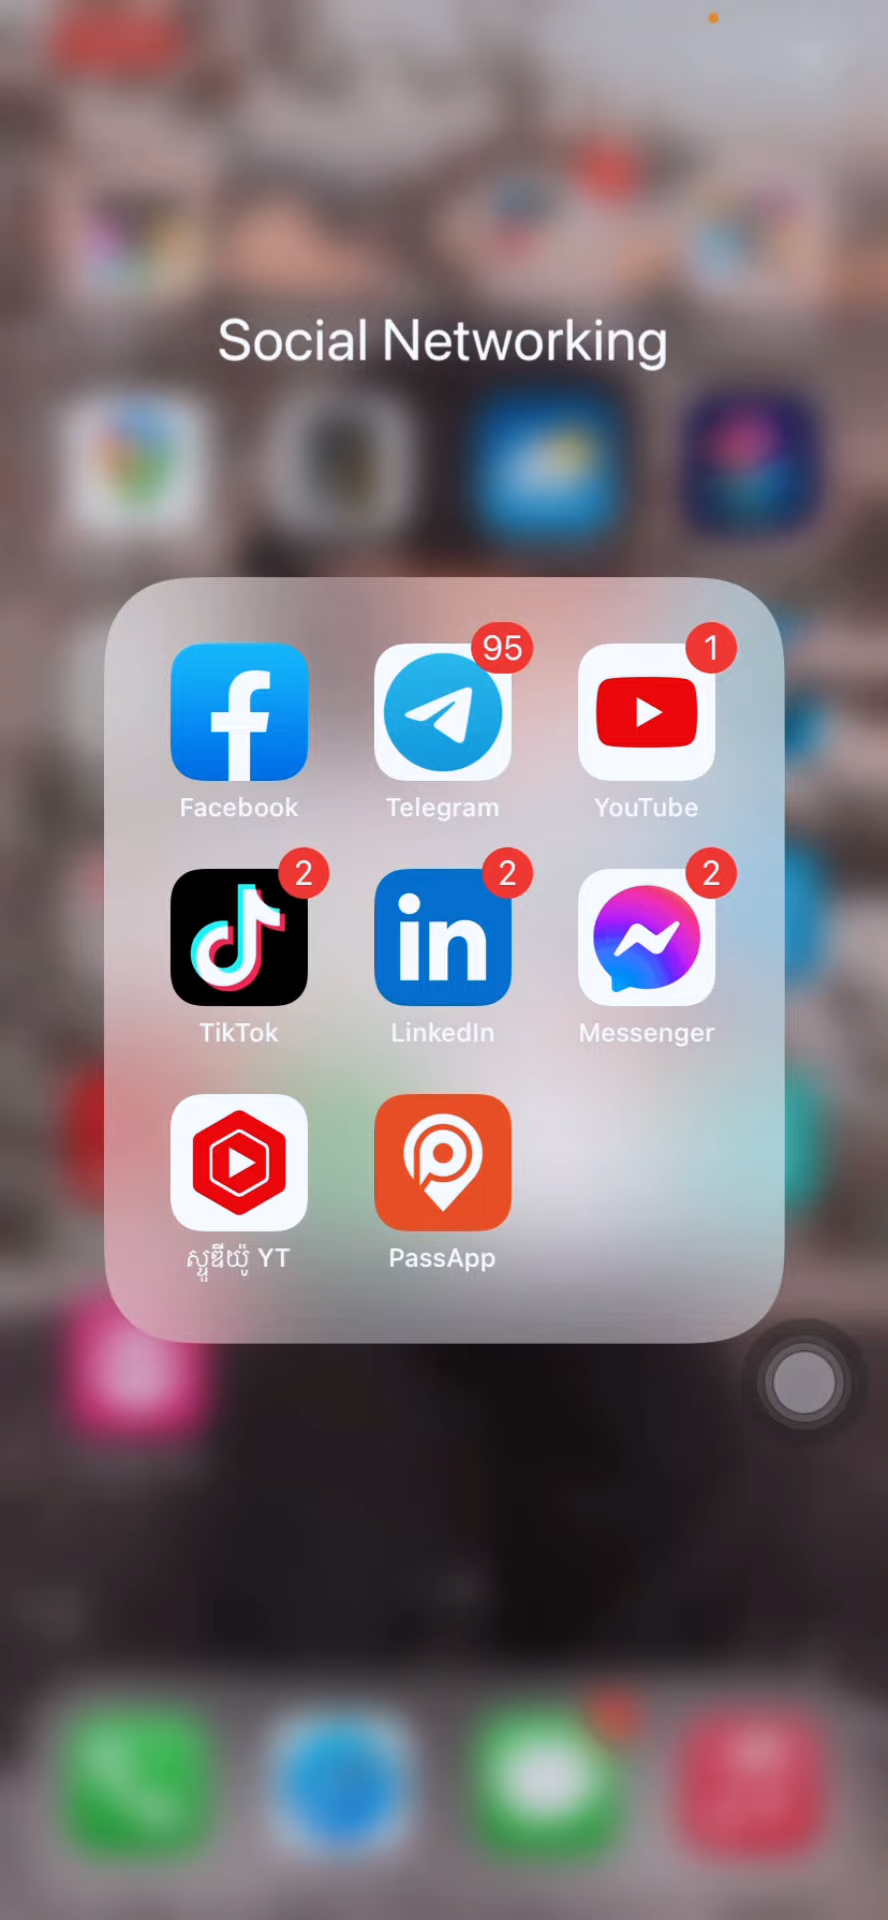 Social Networking
95
1
Facebook
Telegram
YouTube
2
2
2
TikTok
LinkedIn
Messenger
ស្ទូឌីយ៉ូ YT
PassApp